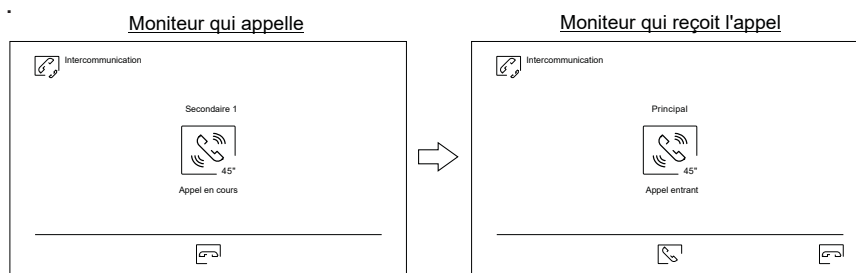 .
Moniteur qui appelle
Intercommunication
Secondaire 1
45"
Appel en cours
Moniteur qui reçoit l'appel
Intercommunication
Principal
45"
Appel entrant